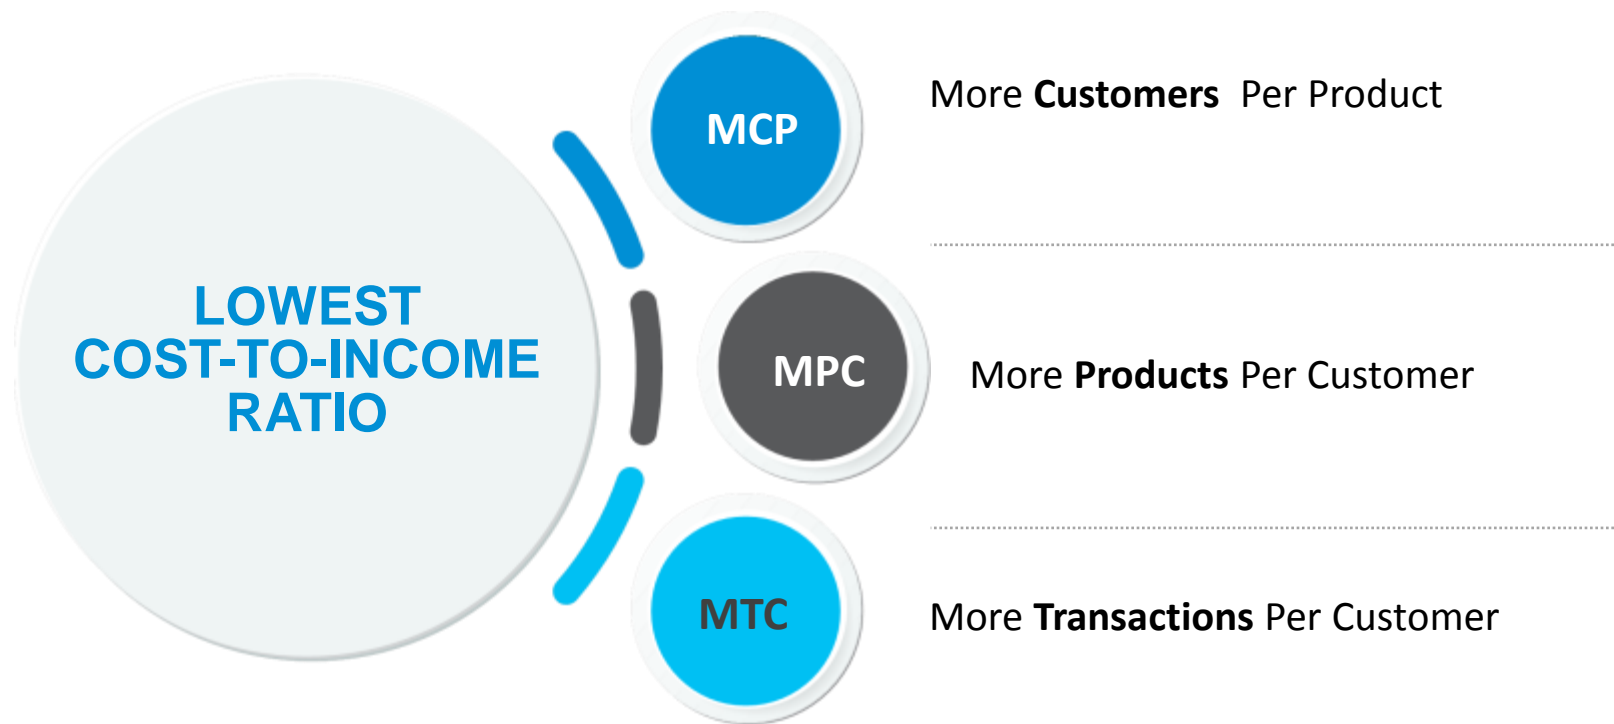 LOWEST
COST-TO-INCOME
RATIO
MCP
More Customers Per Product
MPC
More Products Per Customer
MTC
More Transactions Per Customer